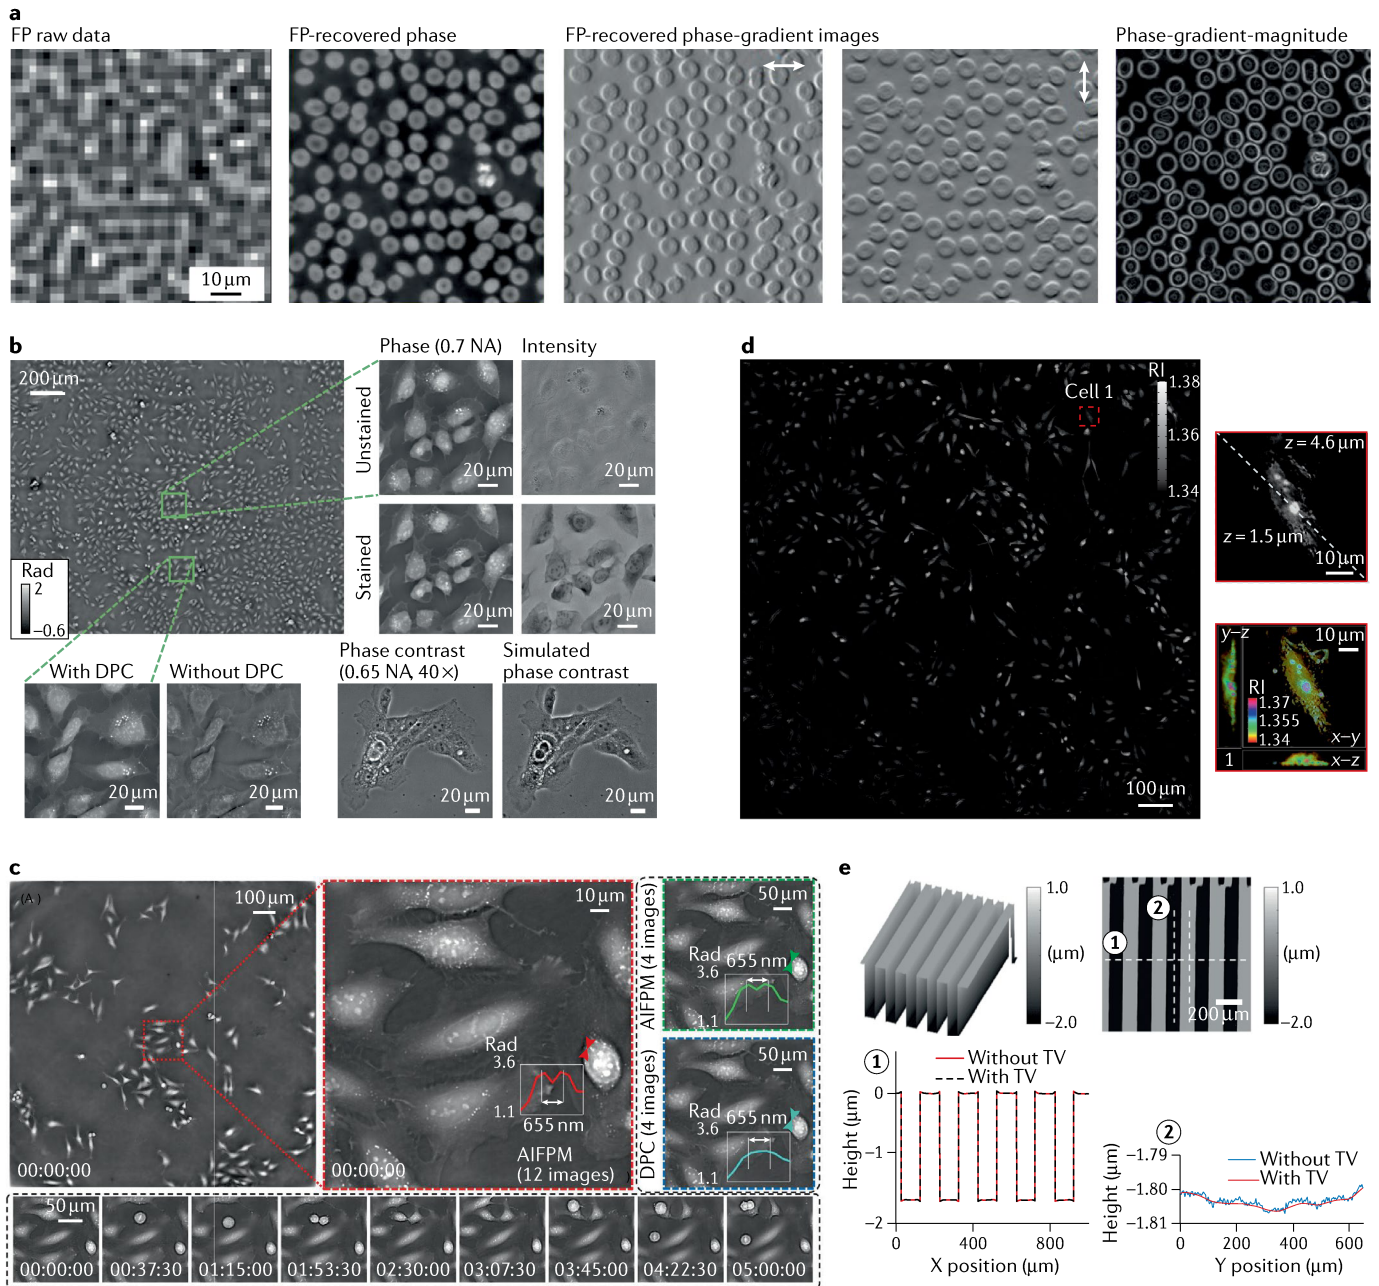 a
FP raw data
FP-recovered phase
FP-recovered phase-gradient images
Phase-gradient-magnitude
10 µm
b
200 µm
Rad
2
–0.6
Phase (0.7 NA)
Intensity
Unstained
20 µm
20 µm
Stained
20 µm
20 µm
With DPC
Without DPC
20 µm
20 µm
Phase contrast
(0.65 NA, 40×)
Simulated
phase contrast
20 µm
20 µm
d
RI
1.38
1.36
1.34
Cell 1
100 µm
z = 4.6 µm
z = 1.5 µm
10 µm
y–z
10 µm
RI
1.37
1.355
1.34
x–y
1
x–z
c
(A )
100 µm
00:00:00
10 µm
Rad
3.6
1.1
655 nm
AIFPM
(12 images)
00:00:00
AIFPM (4 images)
50 µm
Rad
655 nm
3.6
1.1
DPC (4 images)
50 µm
Rad
655 nm
3.6
1.1
50 µm
00:00:00
00:37:30
01:15:00
01:53:30
02:30:00
03:07:30
03:45:00
04:22:30
05:00:00
e
1.0
(µm)
–2.0
1
2
200 µm
1.0
(µm)
–2.0
1
Without TV
With TV
Height (µm)
0
–1
–2
0
400
800
X position (µm)
2
Without TV
With TV
Height (µm)
–1.79
–1.80
–1.81
0
200
400
600
Y position (µm)